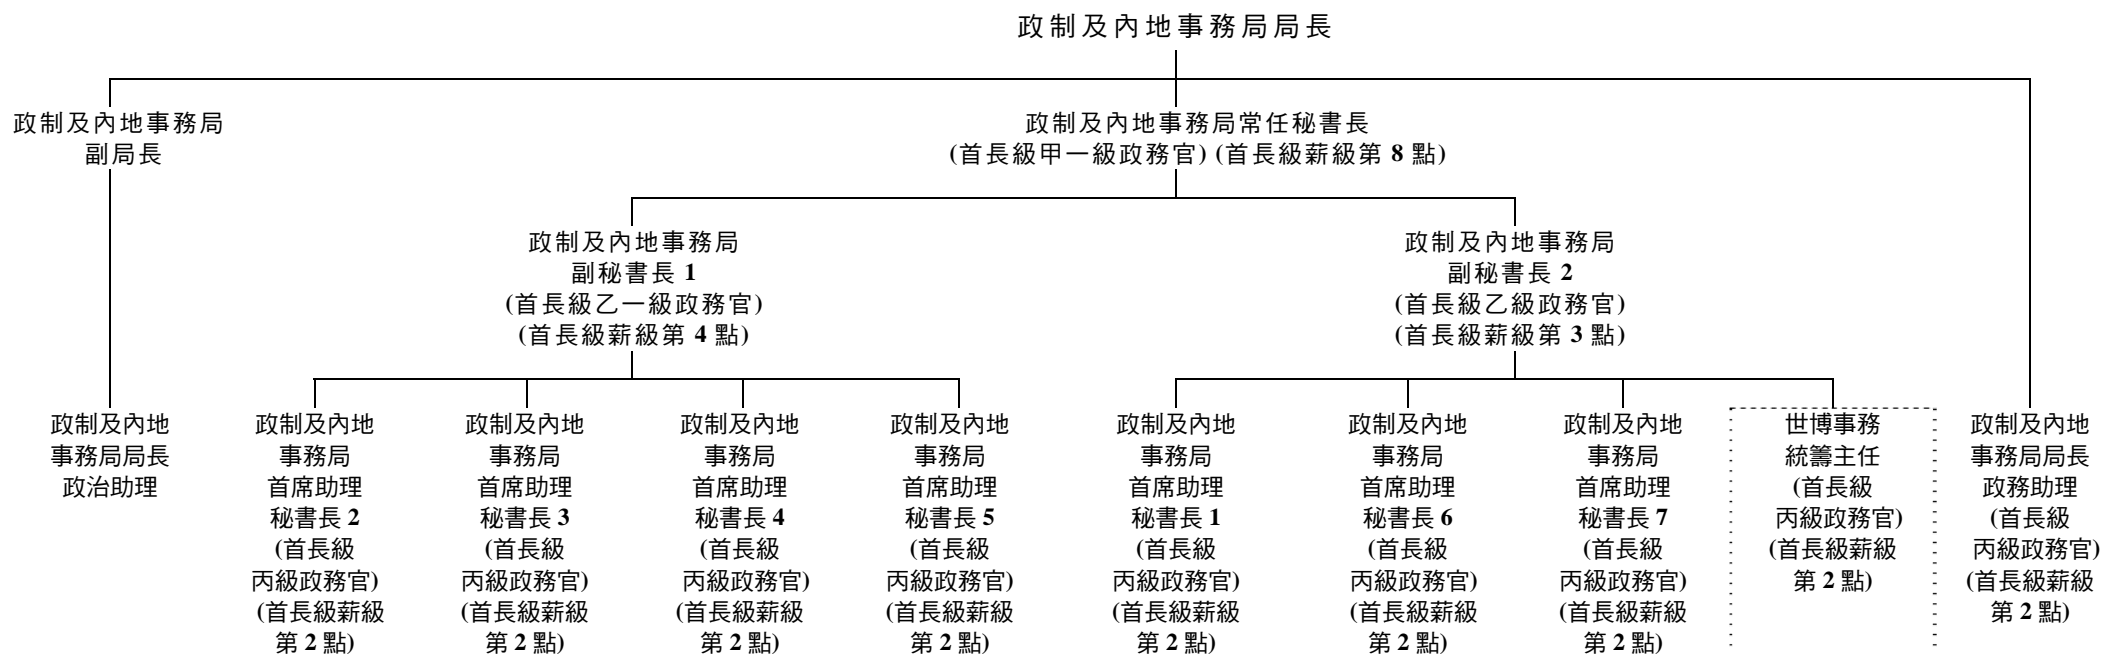 政制及內地事務局局長
政制及內地事務局
副局長
政制及內地事務局常任秘書長
(首長級甲一級政務官) (首長級薪級第 8 點)
政制及內地事務局
副秘書長 1
(首長級乙一級政務官)
(首長級薪級第 4 點)
政制及內地事務局
副秘書長 2
(首長級乙級政務官)
(首長級薪級第 3 點)
政制及內地
事務局局長
政治助理
政制及內地
事務局
首席助理
秘書長 2
(首長級
丙級政務官)
(首長級薪級
第 2 點)
政制及內地
事務局
首席助理
秘書長 3
(首長級
丙級政務官)
(首長級薪級
第 2 點)
政制及內地
事務局
首席助理
秘書長 4
(首長級
丙級政務官)
(首長級薪級
第 2 點)
政制及內地
事務局
首席助理
秘書長 5
(首長級
丙級政務官)
(首長級薪級
第 2 點)
政制及內地
事務局
首席助理
秘書長 1
(首長級
丙級政務官)
(首長級薪級
第 2 點)
政制及內地
事務局
首席助理
秘書長 6
(首長級
丙級政務官)
(首長級薪級
第 2 點)
政制及內地
事務局
首席助理
秘書長 7
(首長級
丙級政務官)
(首長級薪級
第 2 點)
世博事務
統籌主任
(首長級
丙級政務官)
(首長級薪級
第 2 點)
政制及內地
事務局局長
政務助理
(首長級
丙級政務官)
(首長級薪級
第 2 點)